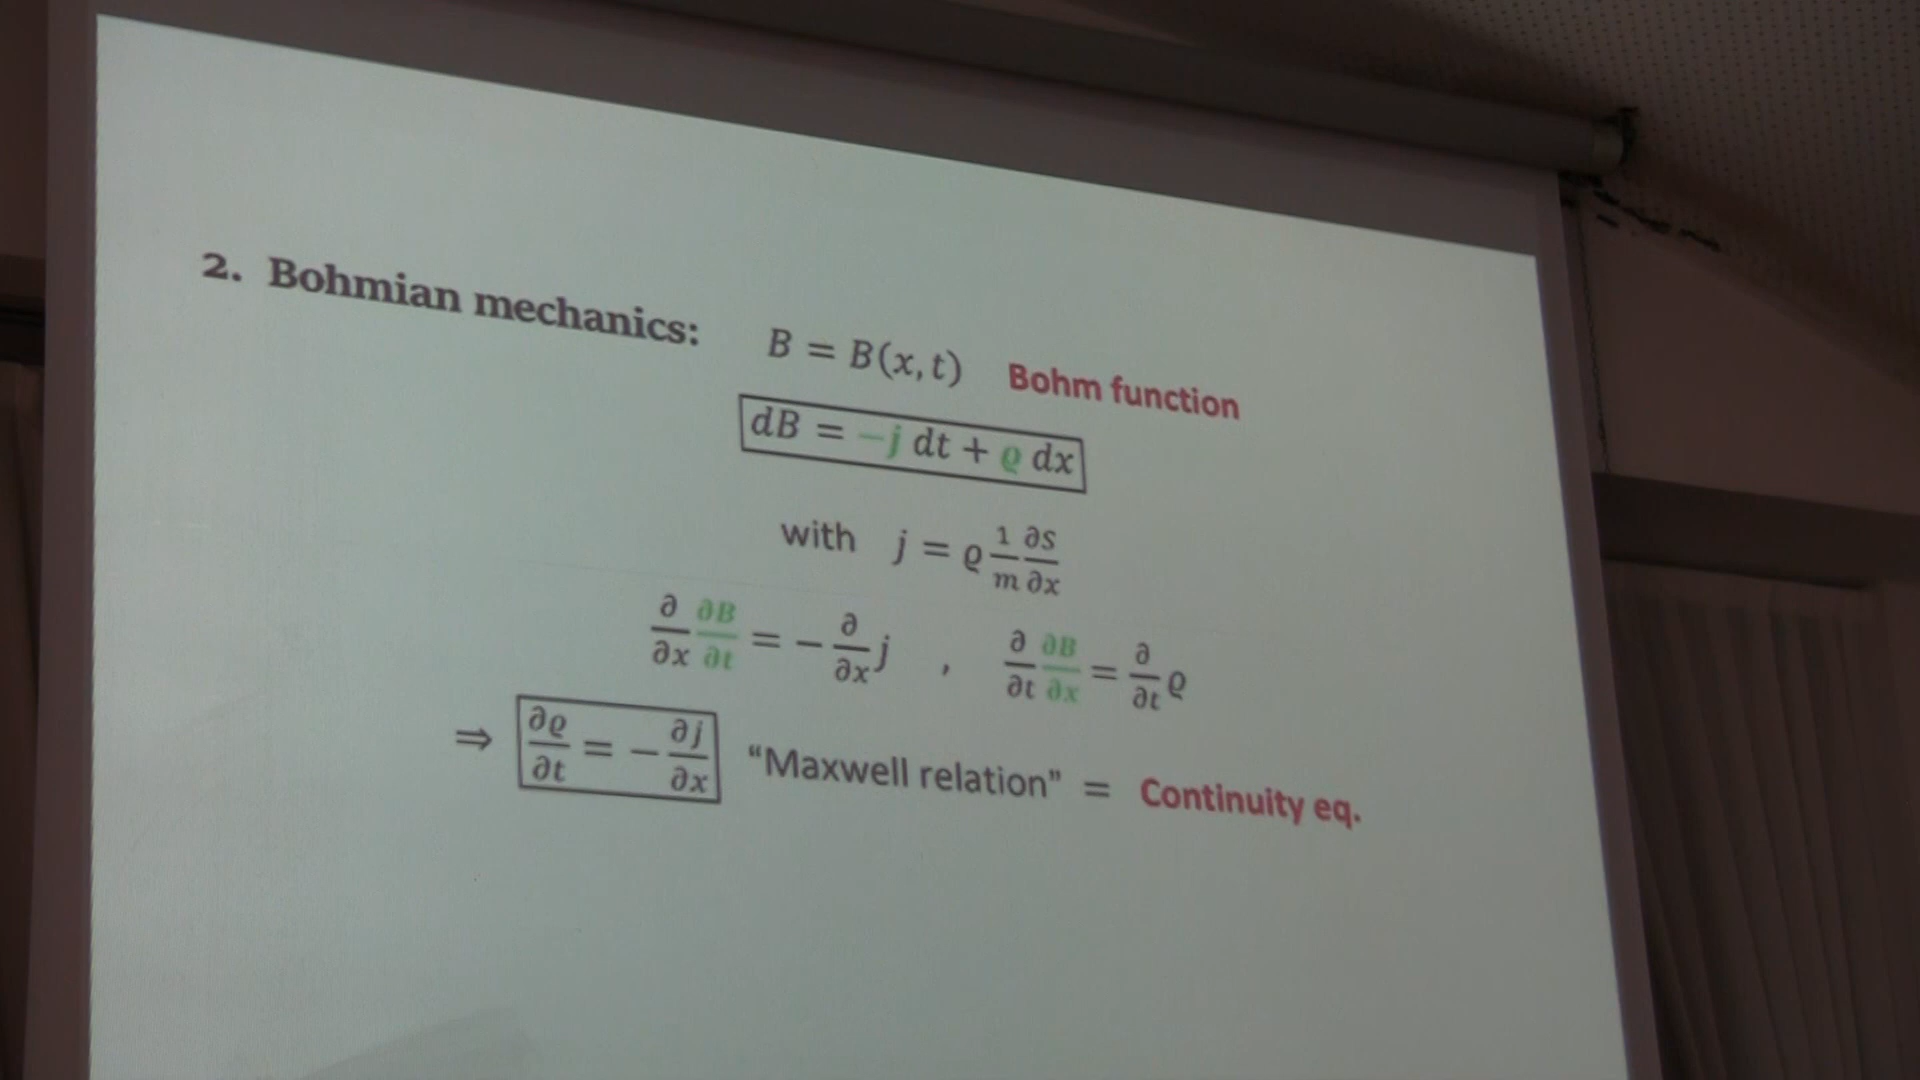 2. Bohmian mechanics: B = B(x, t) Bohm function
dB = −j dt + ϱ dx
with j = ϱ 1/m ∂S/∂x
∂/∂x ∂B/∂t = − ∂/∂x j , ∂/∂t ∂B/∂x = ∂/∂t ϱ
⇒ ∂ϱ/∂t = − ∂j/∂x “Maxwell relation” = Continuity eq.